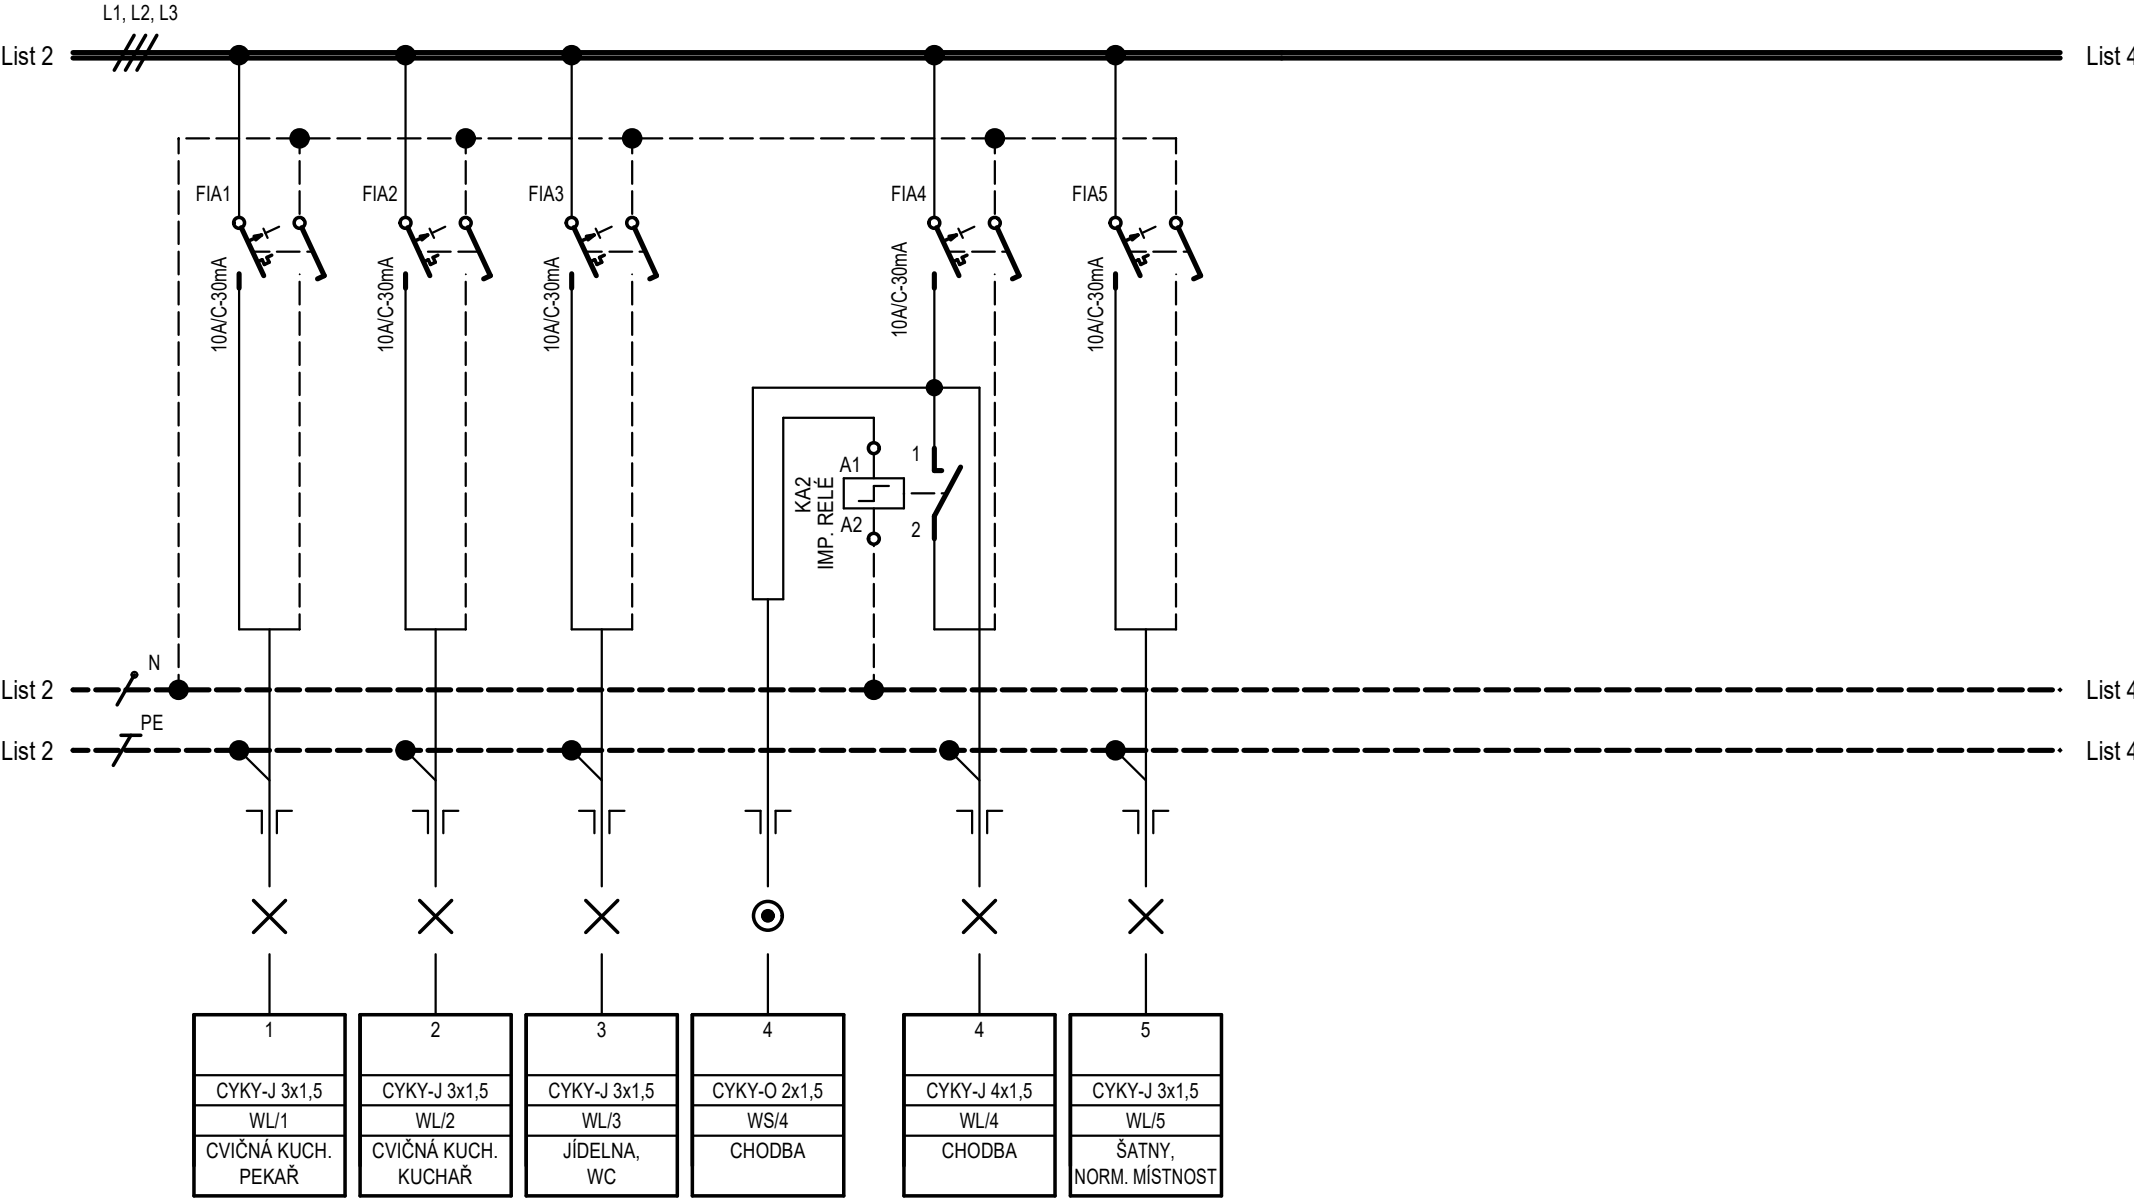 L1, L2, L3
List 2
List 4
FIA1
FIA2
FIA3
FIA4
FIA5
10A/C-30mA
10A/C-30mA
10A/C-30mA
10A/C-30mA
10A/C-30mA
KA2
IMP. RELÉ
A1
A2
1
2
N
List 2
List 4
PE
List 2
List 4
1
CYKY-J 3x1,5
WL/1
CVIČNÁ KUCH.
PEKAŘ
2
CYKY-J 3x1,5
WL/2
CVIČNÁ KUCH.
KUCHAŘ
3
CYKY-J 3x1,5
WL/3
JÍDELNA,
WC
4
CYKY-O 2x1,5
WS/4
CHODBA
4
CYKY-J 4x1,5
WL/4
CHODBA
5
CYKY-J 3x1,5
WL/5
ŠATNY,
NORM. MÍSTNOST